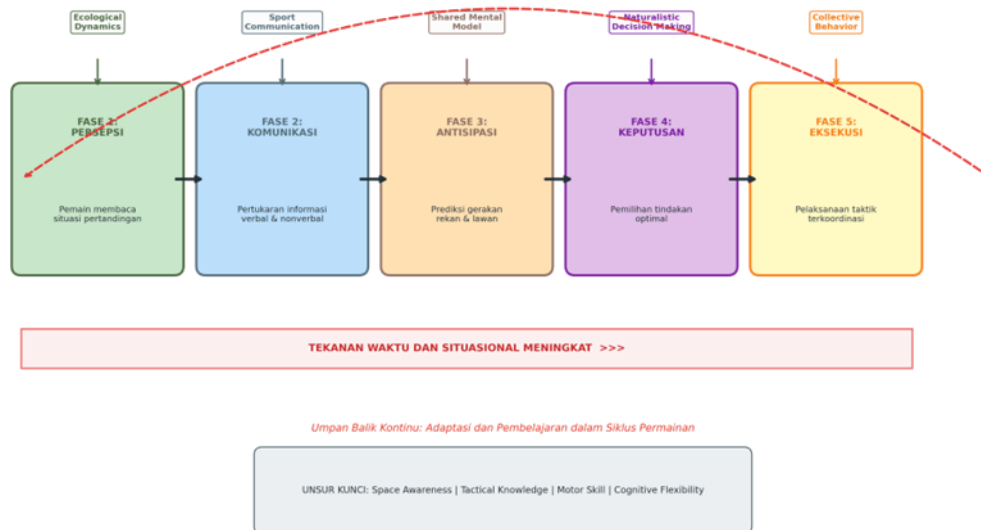 Ecological
Dynamics
Sport
Communication
Shared Mental
Model
Naturalistic
Decision Making
Collective
Behavior
FASE 1:
PERSEPSI
FASE 2:
KOMUNIKASI
FASE 3:
ANTISIPASI
FASE 4:
KEPUTUSAN
FASE 5:
EKSEKUSI
Pemain membaca
situasi pertandingan
Pertukaran informasi
verbal & nonverbal
Prediksi gerakan
rekan & lawan
Pemilihan tindakan
optimal
Pelaksanaan taktik
terkoordinasi
TEKANAN WAKTU DAN SITUASIONAL MENINGKAT >>>
Umpan Balik Kontinu: Adaptasi dan Pembelajaran dalam Siklus Permainan
UNSUR KUNCI: Space Awareness | Tactical Knowledge | Motor Skill | Cognitive Flexibility